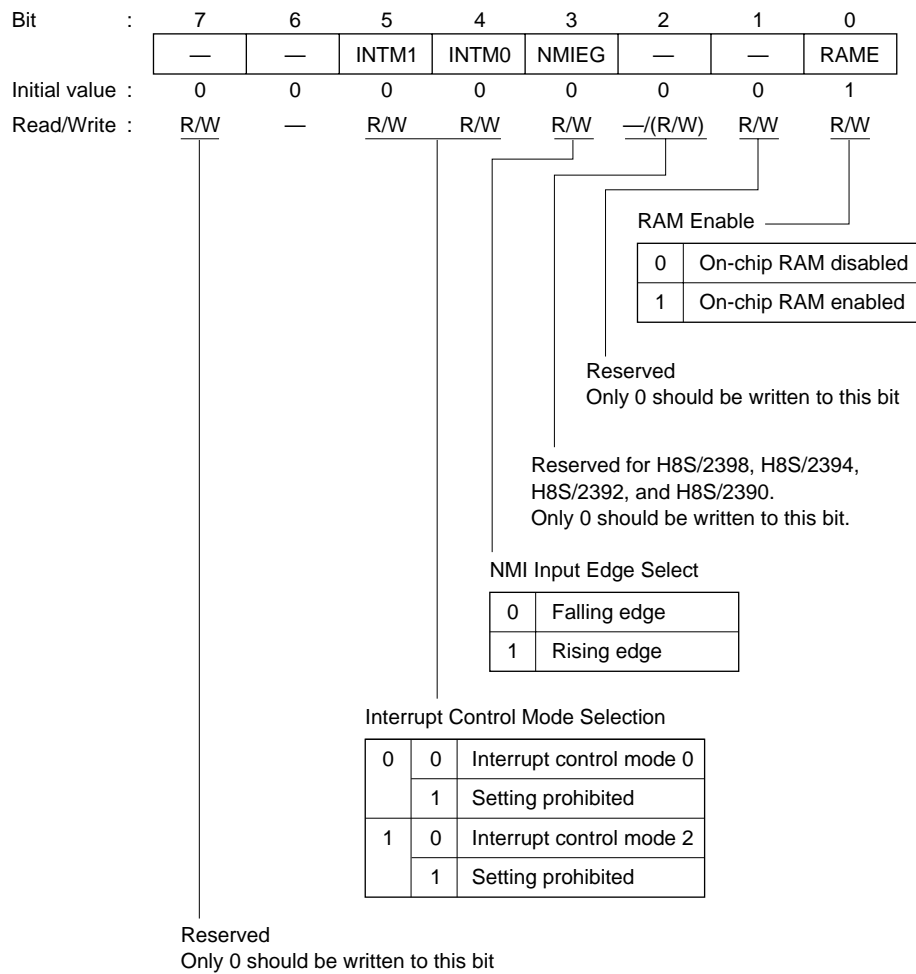 Bit : 7 6 5 4 3 2 1 0
— — INTM1 INTM0 NMIEG — — RAME
Initial value : 0 0 0 0 0 0 0 1
Read/Write : R/W — R/W R/W R/W —/(R/W) R/W R/W
RAM Enable
0 On-chip RAM disabled
1 On-chip RAM enabled
Reserved
Only 0 should be written to this bit
Reserved for H8S/2398, H8S/2394,
H8S/2392, and H8S/2390.
Only 0 should be written to this bit.
NMI Input Edge Select
0 Falling edge
1 Rising edge
Interrupt Control Mode Selection
0 0 Interrupt control mode 0
1 Setting prohibited
1 0 Interrupt control mode 2
1 Setting prohibited
Reserved
Only 0 should be written to this bit